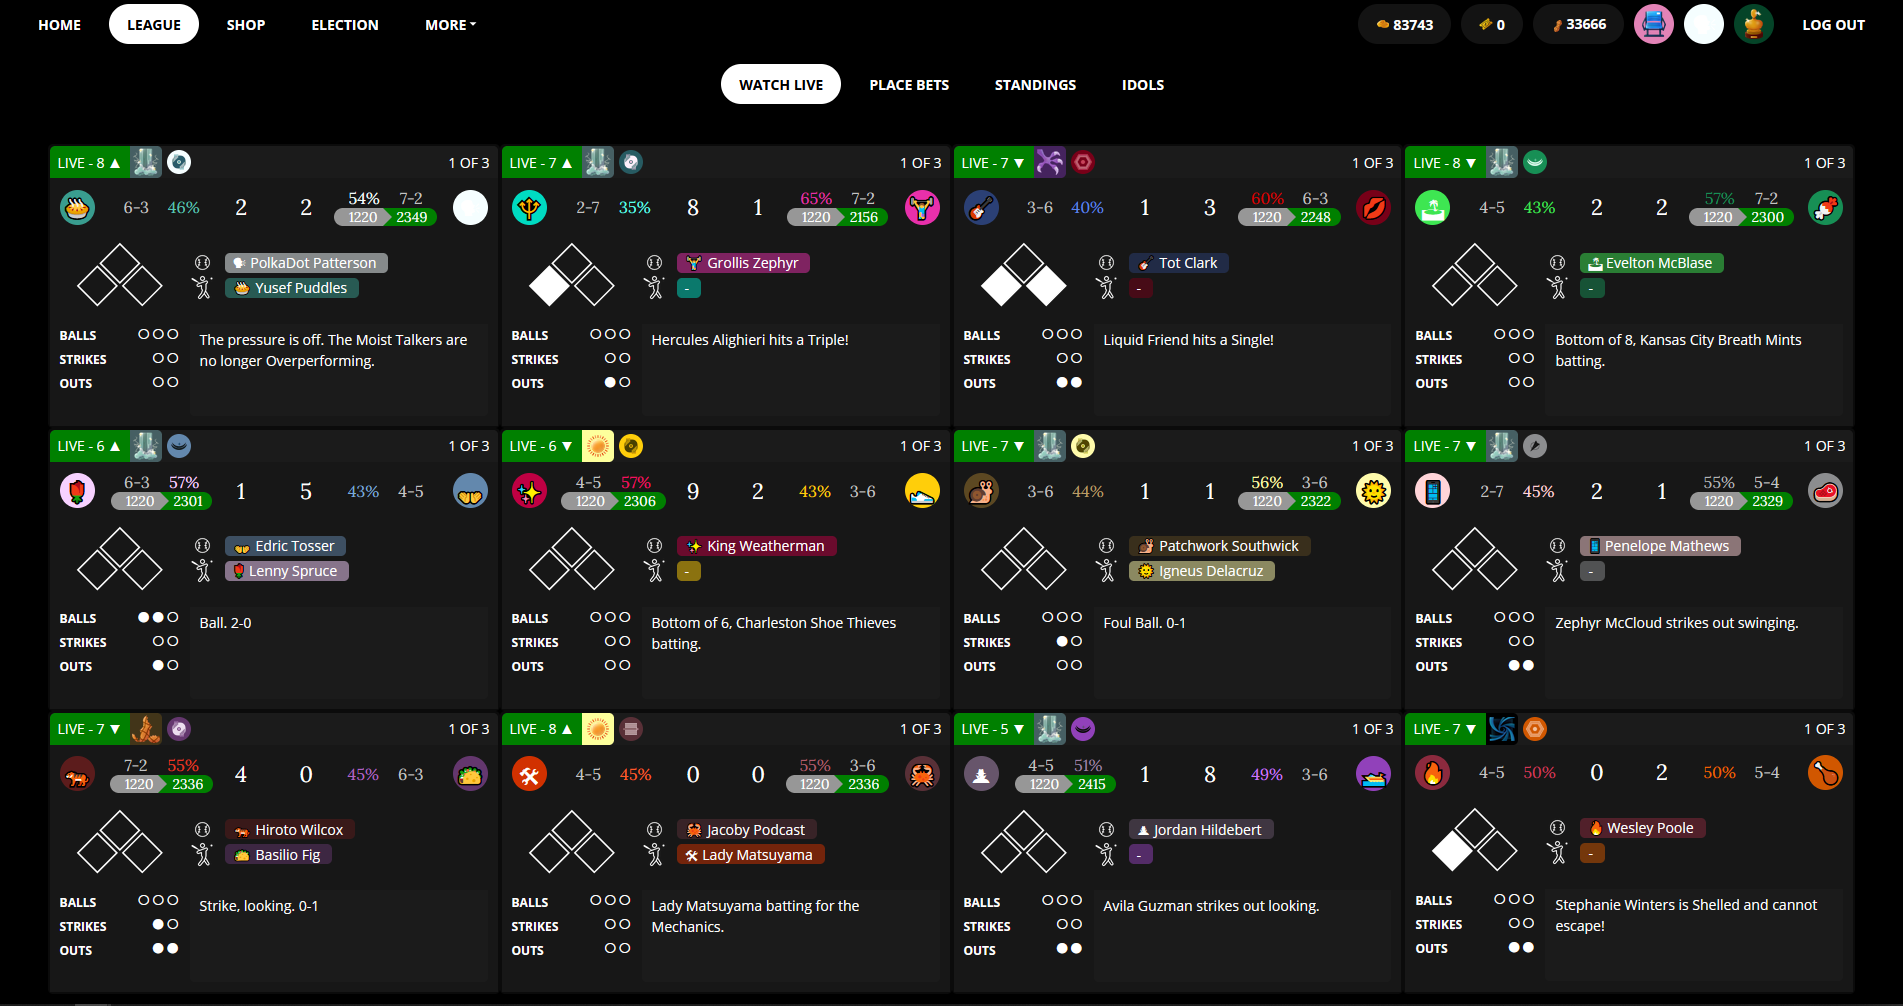 HOME LEAGUE SHOP ELECTION MORE 83743 0 33666 LOG OUT
WATCH LIVE PLACE BETS STANDINGS IDOLS
LIVE - 8 ▲ 1 OF 3
6-3 46% 2 2 54% 7-2
1220 2349
PolkaDot Patterson
Yusef Puddles
BALLS
STRIKES
OUTS
The pressure is off. The Moist Talkers are
no longer Overperforming.
LIVE - 7 ▲ 1 OF 3
2-7 35% 8 1 65% 7-2
1220 2156
Grollis Zephyr
-
BALLS
STRIKES
OUTS
Hercules Alighieri hits a Triple!
LIVE - 7 ▼ 1 OF 3
3-6 40% 1 3 60% 6-3
1220 2248
Tot Clark
-
BALLS
STRIKES
OUTS
Liquid Friend hits a Single!
LIVE - 8 ▼ 1 OF 3
4-5 43% 2 2 57% 7-2
1220 2300
Evelton McBlase
-
BALLS
STRIKES
OUTS
Bottom of 8, Kansas City Breath Mints
batting.
LIVE - 6 ▲ 1 OF 3
6-3 57% 1 5 43% 4-5
1220 2301
Edric Tosser
Lenny Spruce
BALLS
STRIKES
OUTS
Ball. 2-0
LIVE - 6 ▼ 1 OF 3
4-5 57% 9 2 43% 3-6
1220 2306
King Weatherman
-
BALLS
STRIKES
OUTS
Bottom of 6, Charleston Shoe Thieves
batting.
LIVE - 7 ▼ 1 OF 3
3-6 44% 1 1 56% 3-6
1220 2322
Patchwork Southwick
Igneus Delacruz
BALLS
STRIKES
OUTS
Foul Ball. 0-1
LIVE - 7 ▼ 1 OF 3
2-7 45% 2 1 55% 5-4
1220 2329
Penelope Mathews
-
BALLS
STRIKES
OUTS
Zephyr McCloud strikes out swinging.
LIVE - 7 ▼ 1 OF 3
7-2 55% 4 0 45% 6-3
1220 2336
Hiroto Wilcox
Basilio Fig
BALLS
STRIKES
OUTS
Strike, looking. 0-1
LIVE - 8 ▲ 1 OF 3
4-5 45% 0 0 55% 3-6
1220 2336
Jacoby Podcast
Lady Matsuyama
BALLS
STRIKES
OUTS
Lady Matsuyama batting for the
Mechanics.
LIVE - 5 ▼ 1 OF 3
4-5 51% 1 8 49% 3-6
1220 2415
Jordan Hildebert
-
BALLS
STRIKES
OUTS
Avila Guzman strikes out looking.
LIVE - 7 ▼ 1 OF 3
4-5 50% 0 2 50% 5-4
Wesley Poole
-
BALLS
STRIKES
OUTS
Stephanie Winters is Shelled and cannot
escape!